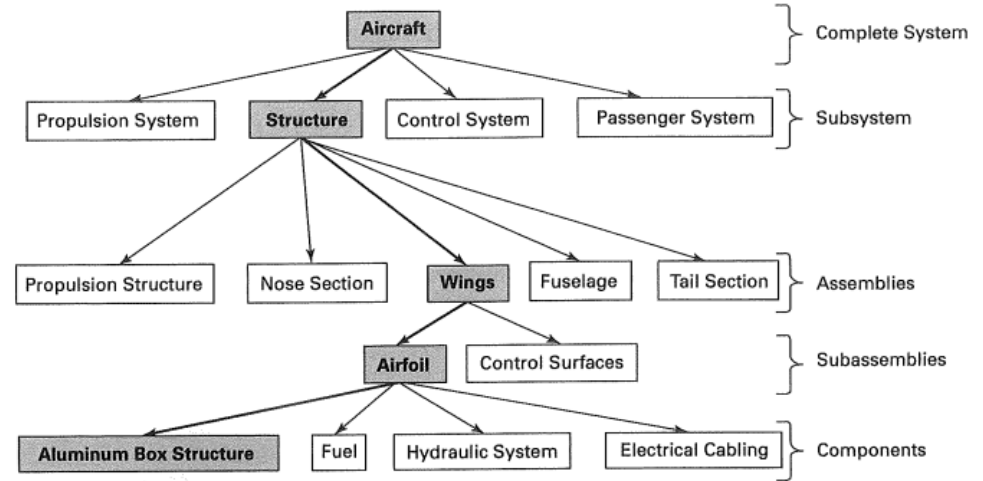 Aircraft
Complete System
Propulsion System
Structure
Control System
Passenger System
Subsystem
Propulsion Structure
Nose Section
Wings
Fuselage
Tail Section
Assemblies
Airfoil
Control Surfaces
Subassemblies
Aluminum Box Structure
Fuel
Hydraulic System
Electrical Cabling
Components